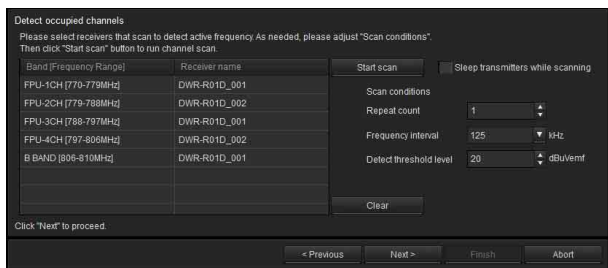 Detect occupied channels
Please select receivers that scan to detect active frequency. As needed, please adjust "Scan conditions".
Then click "Start scan" button to run channel scan.
Band [Frequency Range] Receiver name
FPU-1CH [770-779MHz] DWR-R01D_001
FPU-2CH [779-788MHz] DWR-R01D_002
FPU-3CH [788-797MHz] DWR-R01D_001
FPU-4CH [797-806MHz] DWR-R01D_002
B BAND [806-810MHz] DWR-R01D_001
Start scan Sleep transmitters while scanning
Scan conditions
Repeat count 1
Frequency interval 125 kHz
Detect threshold level 20 dBuVemf
Clear
Click "Next" to proceed.
< Previous Next > Finish Abort